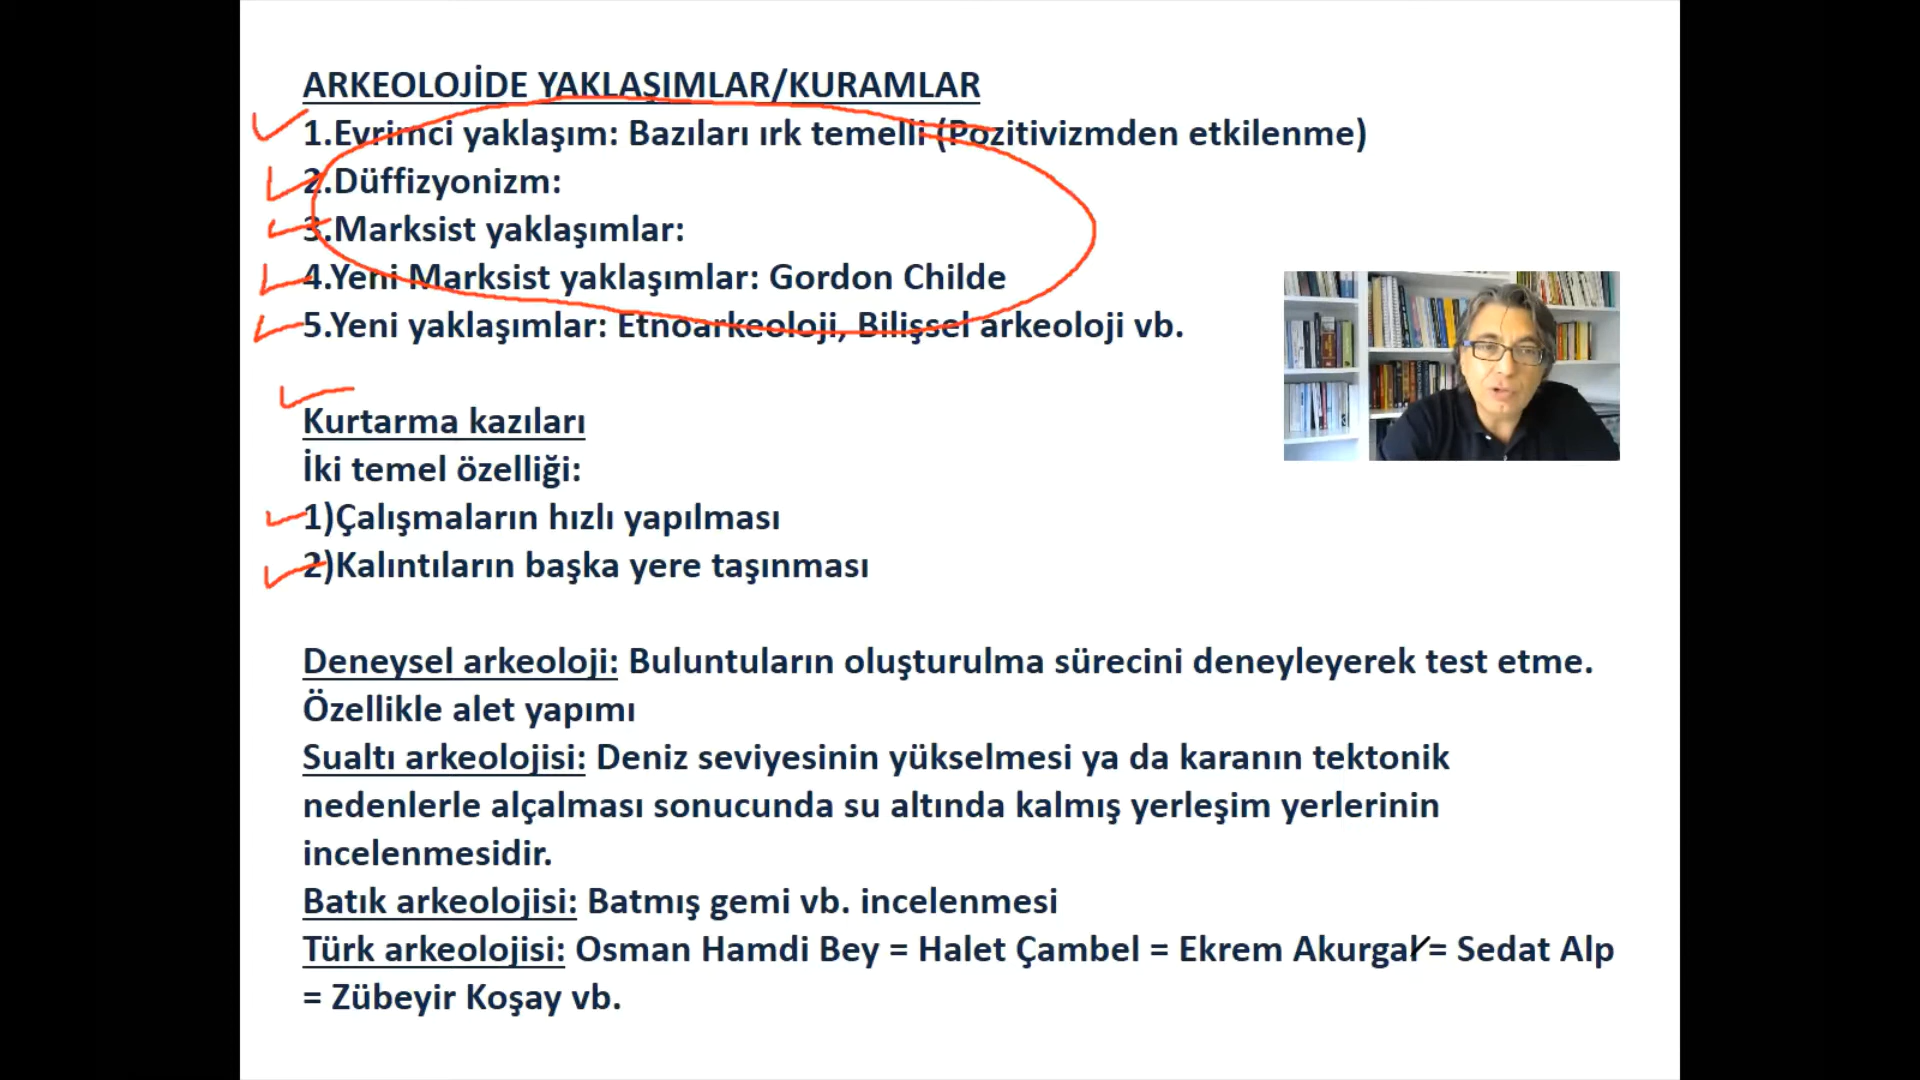 ARKEOLOJİDE YAKLAŞIMLAR/KURAMLAR
1.Evrimci yaklaşım: Bazıları ırk temelli (Pozitivizmden etkilenme)
2.Düffizyonizm:
3.Marksist yaklaşımlar:
4.Yeni Marksist yaklaşımlar: Gordon Childe
5.Yeni yaklaşımlar: Etnoarkeoloji, Bilişsel arkeoloji vb.
Kurtarma kazıları
İki temel özelliği:
1)Çalışmaların hızlı yapılması
2)Kalıntıların başka yere taşınması
Deneysel arkeoloji: Buluntuların oluşturulma sürecini deneyleyerek test etme.
Özellikle alet yapımı
Sualtı arkeolojisi: Deniz seviyesinin yükselmesi ya da karanın tektonik
nedenlerle alçalması sonucunda su altında kalmış yerleşim yerlerinin
incelenmesidir.
Batık arkeolojisi: Batmış gemi vb. incelenmesi
Türk arkeolojisi: Osman Hamdi Bey = Halet Çambel = Ekrem Akurgal = Sedat Alp
= Zübeyir Koşay vb.